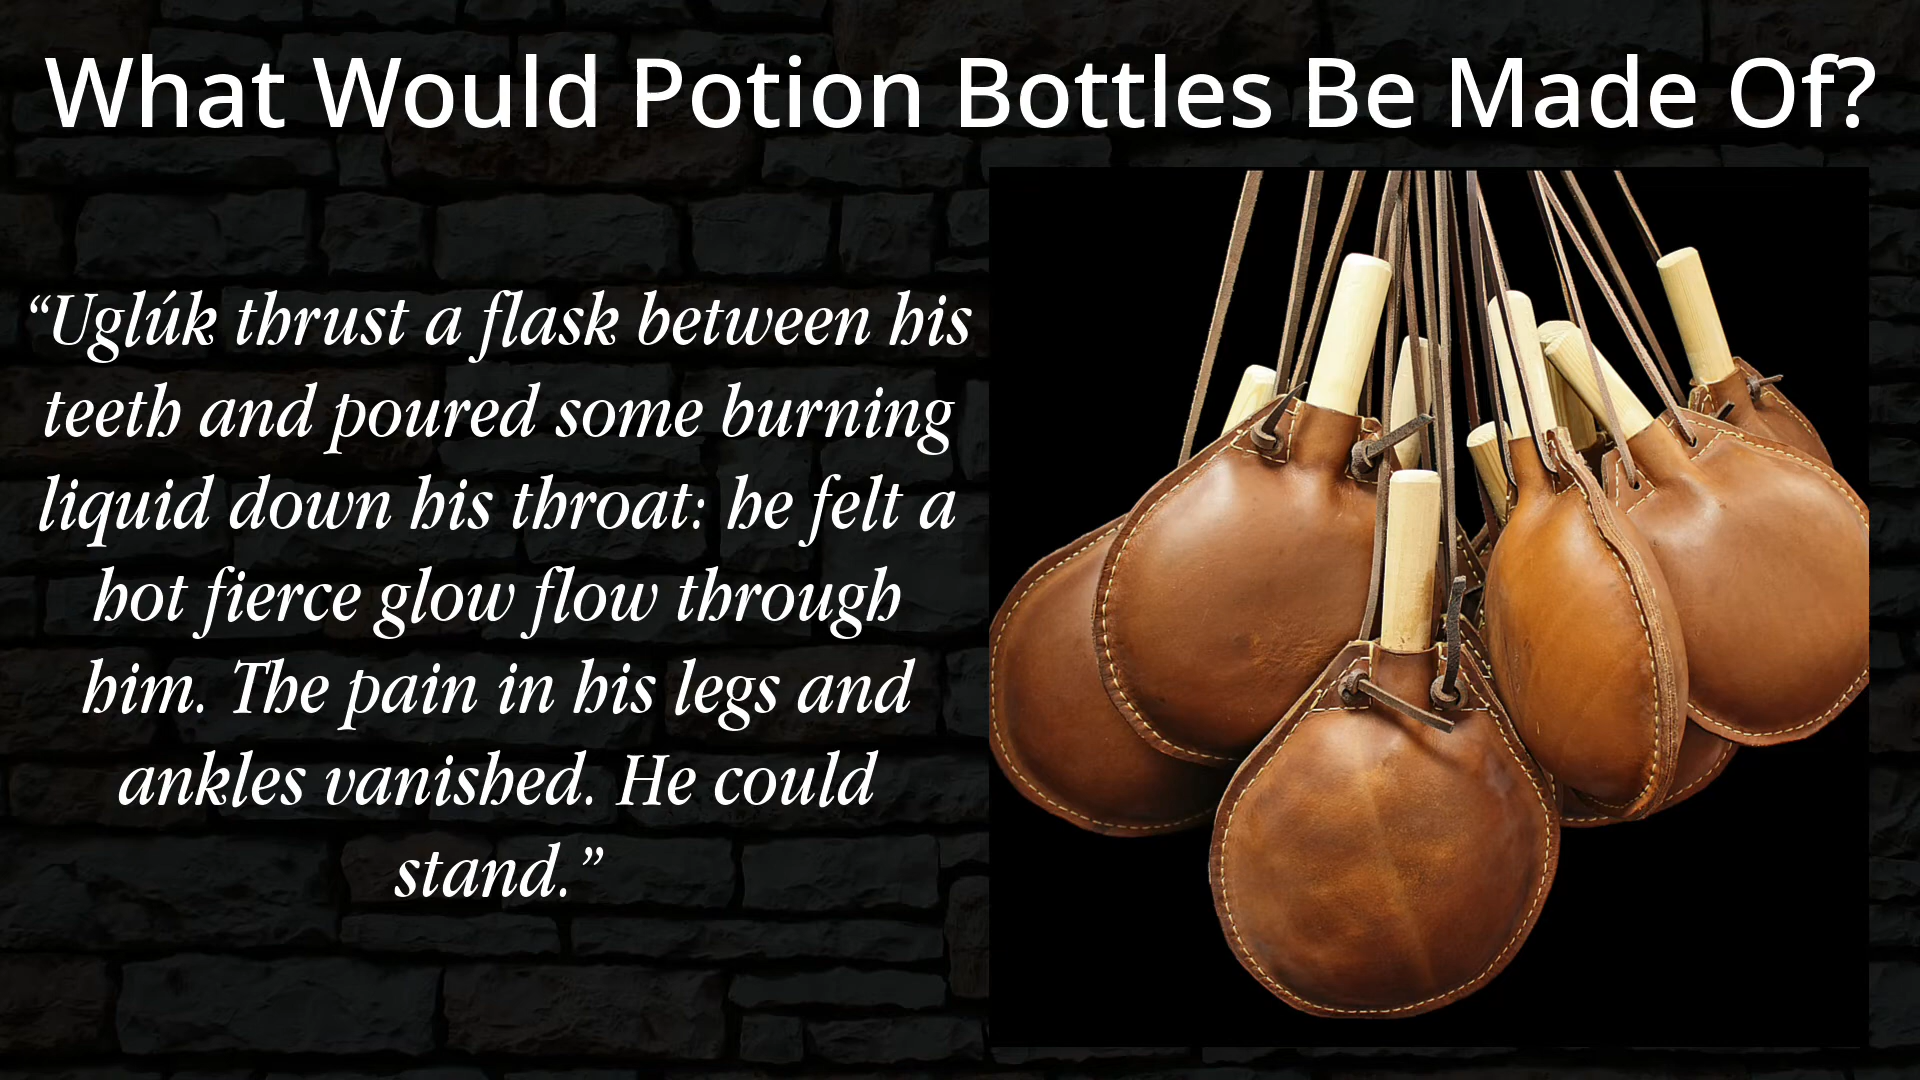 What Would Potion Bottles Be Made Of?
“Uglúk thrust a flask between his
teeth and poured some burning
liquid down his throat: he felt a
hot fierce glow flow through
him. The pain in his legs and
ankles vanished. He could
stand.”